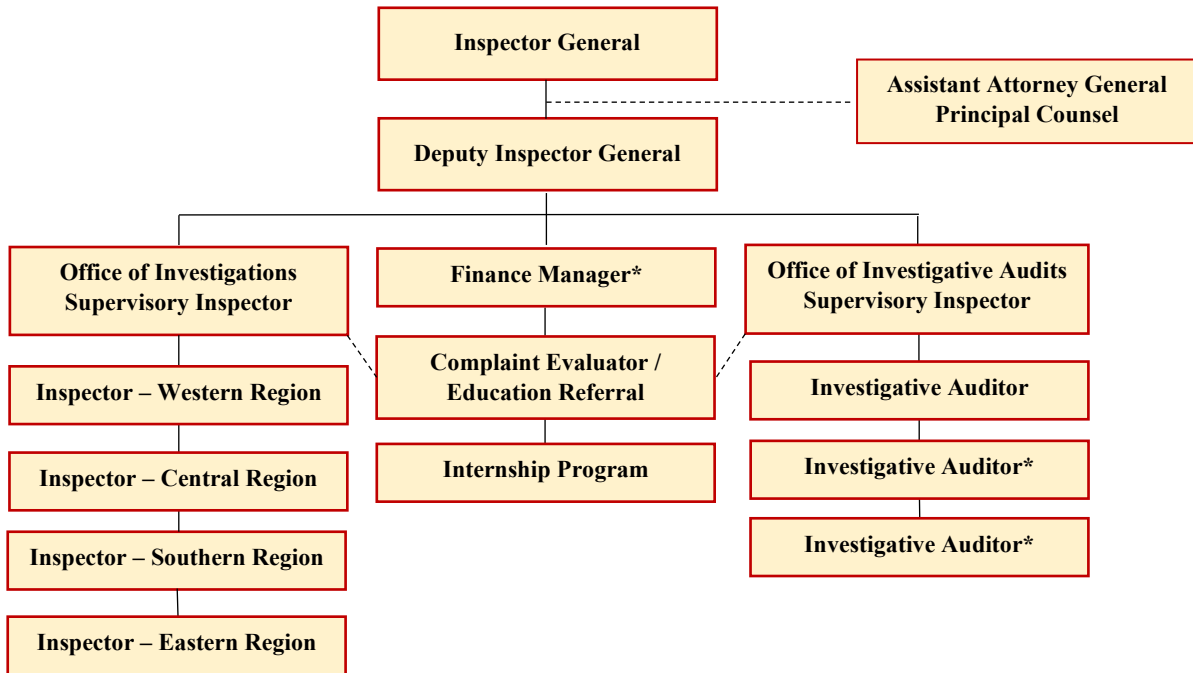 Inspector General
Assistant Attorney General
Principal Counsel
Deputy Inspector General
Office of Investigations
Supervisory Inspector
Finance Manager*
Office of Investigative Audits
Supervisory Inspector
Inspector – Western Region
Complaint Evaluator /
Education Referral
Investigative Auditor
Inspector – Central Region
Internship Program
Investigative Auditor*
Inspector – Southern Region
Investigative Auditor*
Inspector – Eastern Region